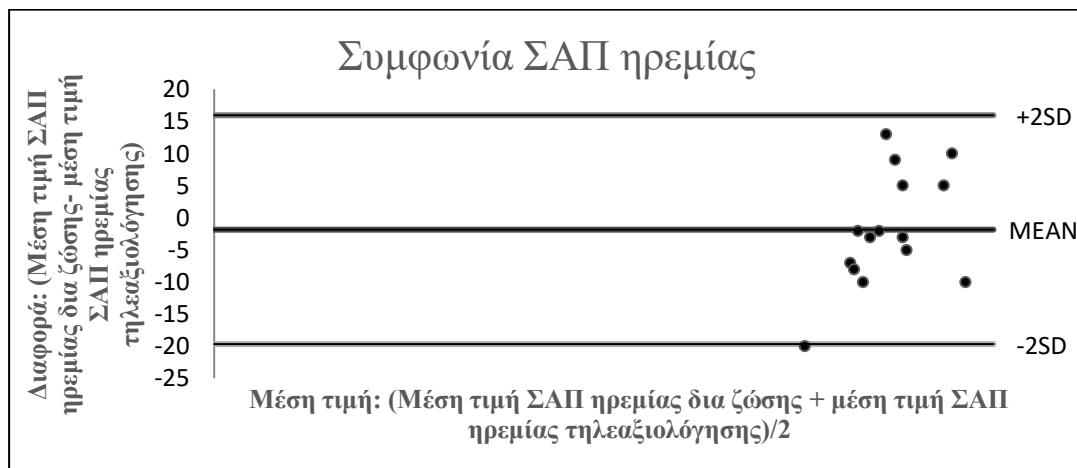 Συμφωνία ΣΑΠ ηρεμίας
Διαφορά: (Μέση τιμή ΣΑΠ
ηρεμίας δια ζώσης- μέση τιμή
ΣΑΠ ηρεμίας
τηλεαξιολόγησης)
20
15
10
5
0
-5
-10
-15
-20
-25
+2SD
MEAN
-2SD
Μέση τιμή: (Μέση τιμή ΣΑΠ ηρεμίας δια ζώσης + μέση τιμή ΣΑΠ
ηρεμίας τηλεαξιολόγησης)/2